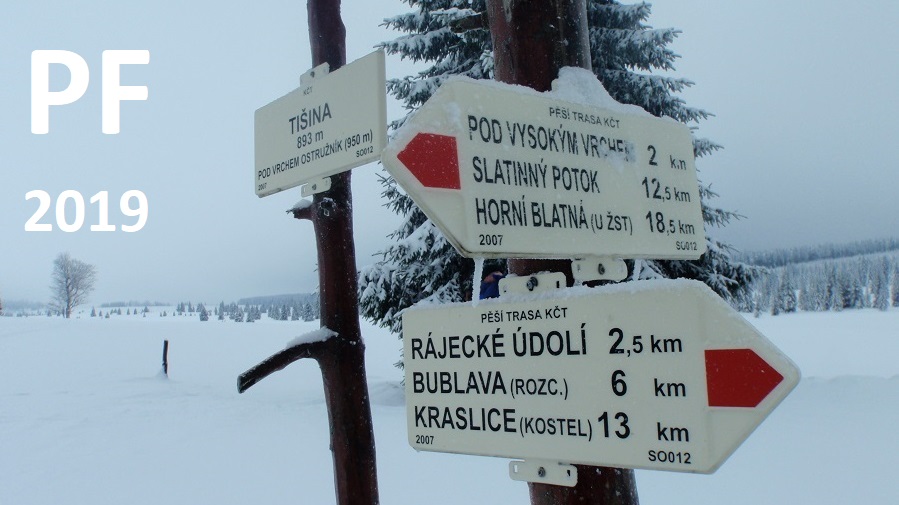 PF
2019
KČT
TIŠINA
893 m
POD VRCHEM OSTRUŽNÍK (950 m)
2007 SO012
PĚŠÍ TRASA KČT
POD VYSOKÝM VRCHEM 2 km
SLATINNÝ POTOK 12,5 km
HORNÍ BLATNÁ (U ŽST) 18,5 km
2007 SO012
PĚŠÍ TRASA KČT
RÁJECKÉ ÚDOLÍ 2,5 km
BUBLAVA (ROZC.) 6 km
KRASLICE (KOSTEL) 13 km
2007 SO012